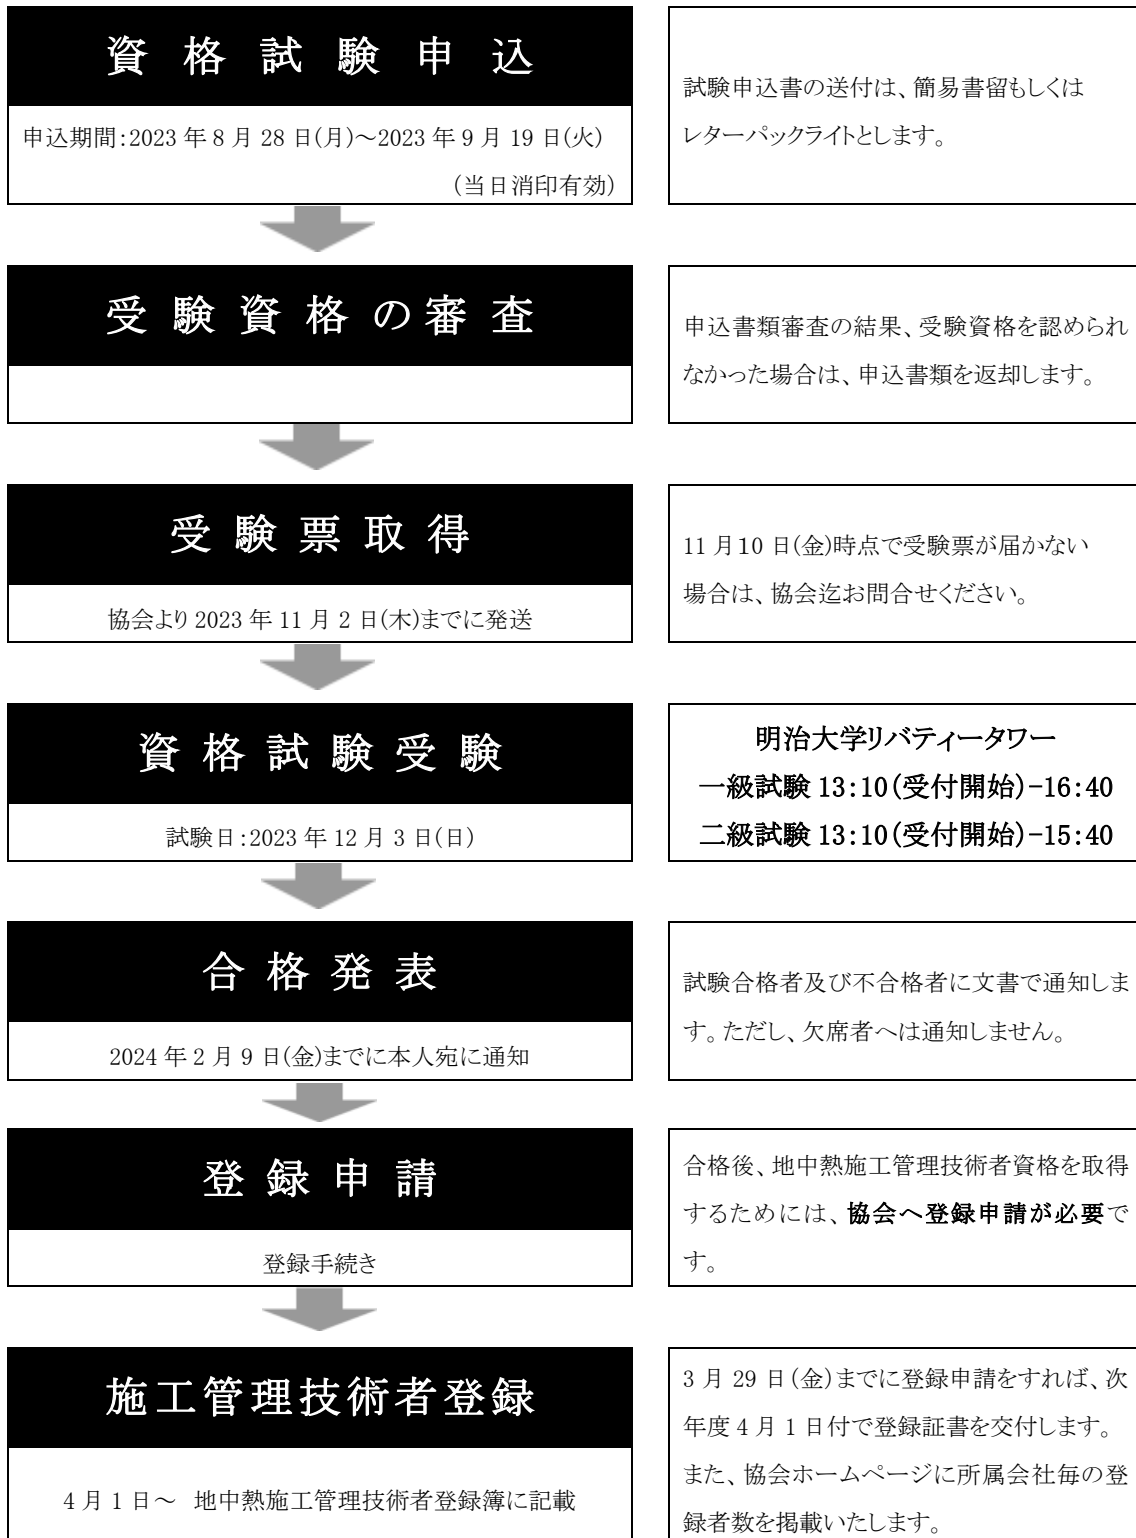 資格試験申込
申込期間:2023年8月28日(月)～2023年9月19日(火)
(当日消印有効)
試験申込書の送付は、簡易書留もしくは
レターパックライトとします。
受験資格の審査
申込書類審査の結果、受験資格を認められ
なかった場合は、申込書類を返却します。
受験票取得
協会より2023年11月2日(木)までに発送
11月10日(金)時点で受験票が届かない
場合は、協会迄お問合せください。
資格試験受験
試験日:2023年12月3日(日)
明治大学リバティータワー
一級試験 13:10(受付開始)-16:40
二級試験 13:10(受付開始)-15:40
合格発表
2024年2月9日(金)までに本人宛に通知
試験合格者及び不合格者に文書で通知しま
す。ただし、欠席者へは通知しません。
登録申請
登録手続き
合格後、地中熱施工管理技術者資格を取得
するためには、協会へ登録申請が必要で
す。
施工管理技術者登録
4月1日～ 地中熱施工管理技術者登録簿に記載
3月29日(金)までに登録申請をすれば、次
年度4月1日付で登録証書を交付します。
また、協会ホームページに所属会社毎の登
録者数を掲載いたします。